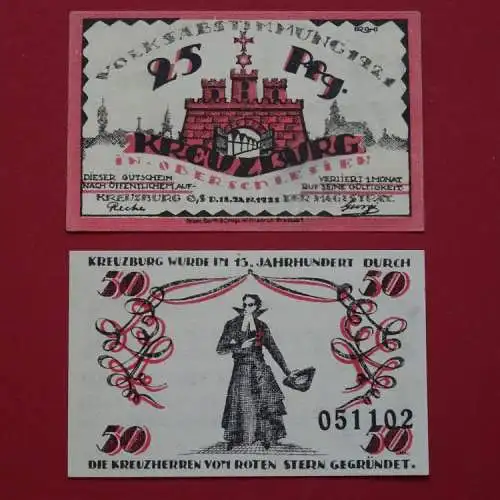 VOLKSABSTIMMUNG 1921
25 Pfg.
KREUZBURG
IN OBERSCHLESIEN
DIESER GUTSCHEIN VERLIERT 1 MONAT
NACH ÖFFENTLICHEM AUF- RUF SEINE GÜLTIGKEIT
KREUZBURG O/S D. 18. JAN. 1921 DER MAGISTRAT.
Reche
KREUZBURG WURDE IM 13. JAHRHUNDERT DURCH
50 50
051102
50 50
DIE KREUZHERREN VOM ROTEN STERN GEGRÜNDET.